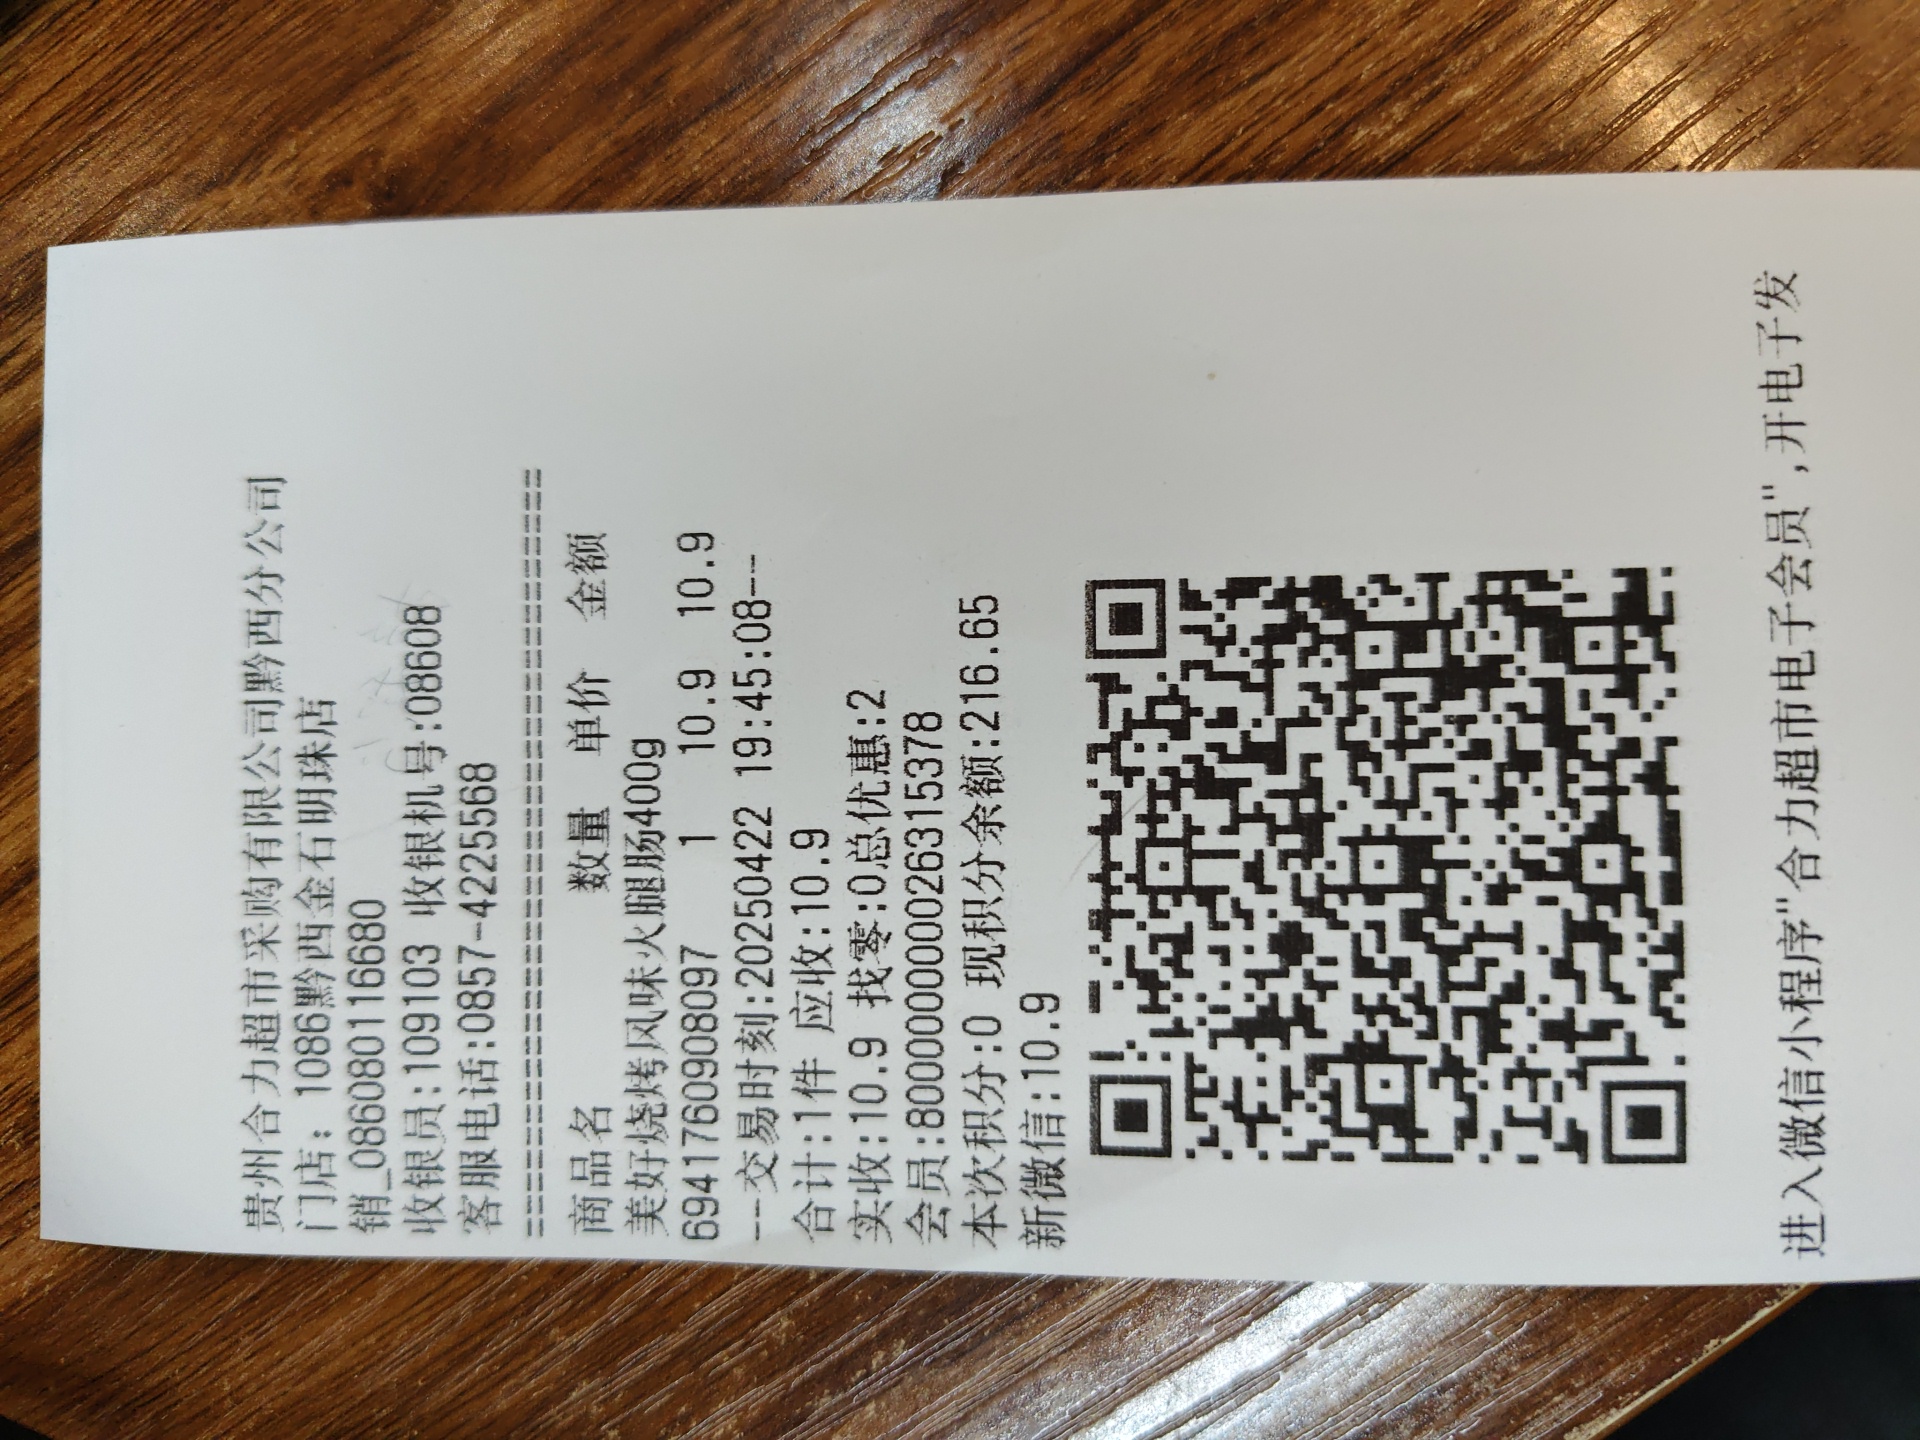 贵州合力超市采购有限公司黔西分公司
门店: 1086黔西金石明珠店
销_086080116680
收银员:109103 收银机号:08608
客服电话:0857-4225568
======================================
商品名 数量 单价 金额
美好烧烤风味火腿肠400g
6941760908097 1 10.9 10.9
--交易时刻:20250422 19:45:08--
合计:1件 应收:10.9
实收:10.9 找零:0总优惠:2
会员:8000000002631​5378
本次积分:0 现积分余额:216.65
新微信:10.9
进入微信小程序"合力超市电子会员",开电子发